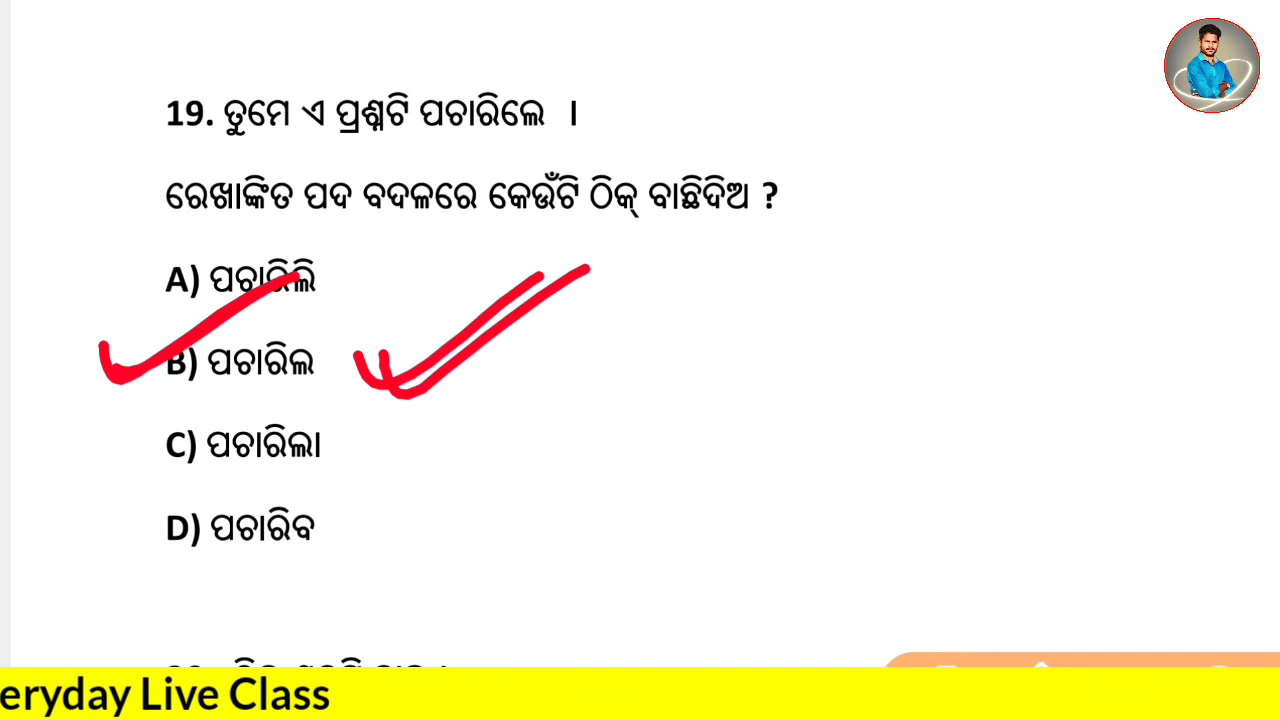 19. ତୁମେ ଏ ପ୍ରଶ୍ନଟି ପଚାରିଲେ ।
ରେଖାଙ୍କିତ ପଦ ବଦଳରେ କେଉଁଟି ଠିକ୍ ବାଛିଦିଅ ?
A) ପଚାରିଲି
B) ପଚାରିଲ
C) ପଚାରିଲା
D) ପଚାରିବ
eryday Live Class